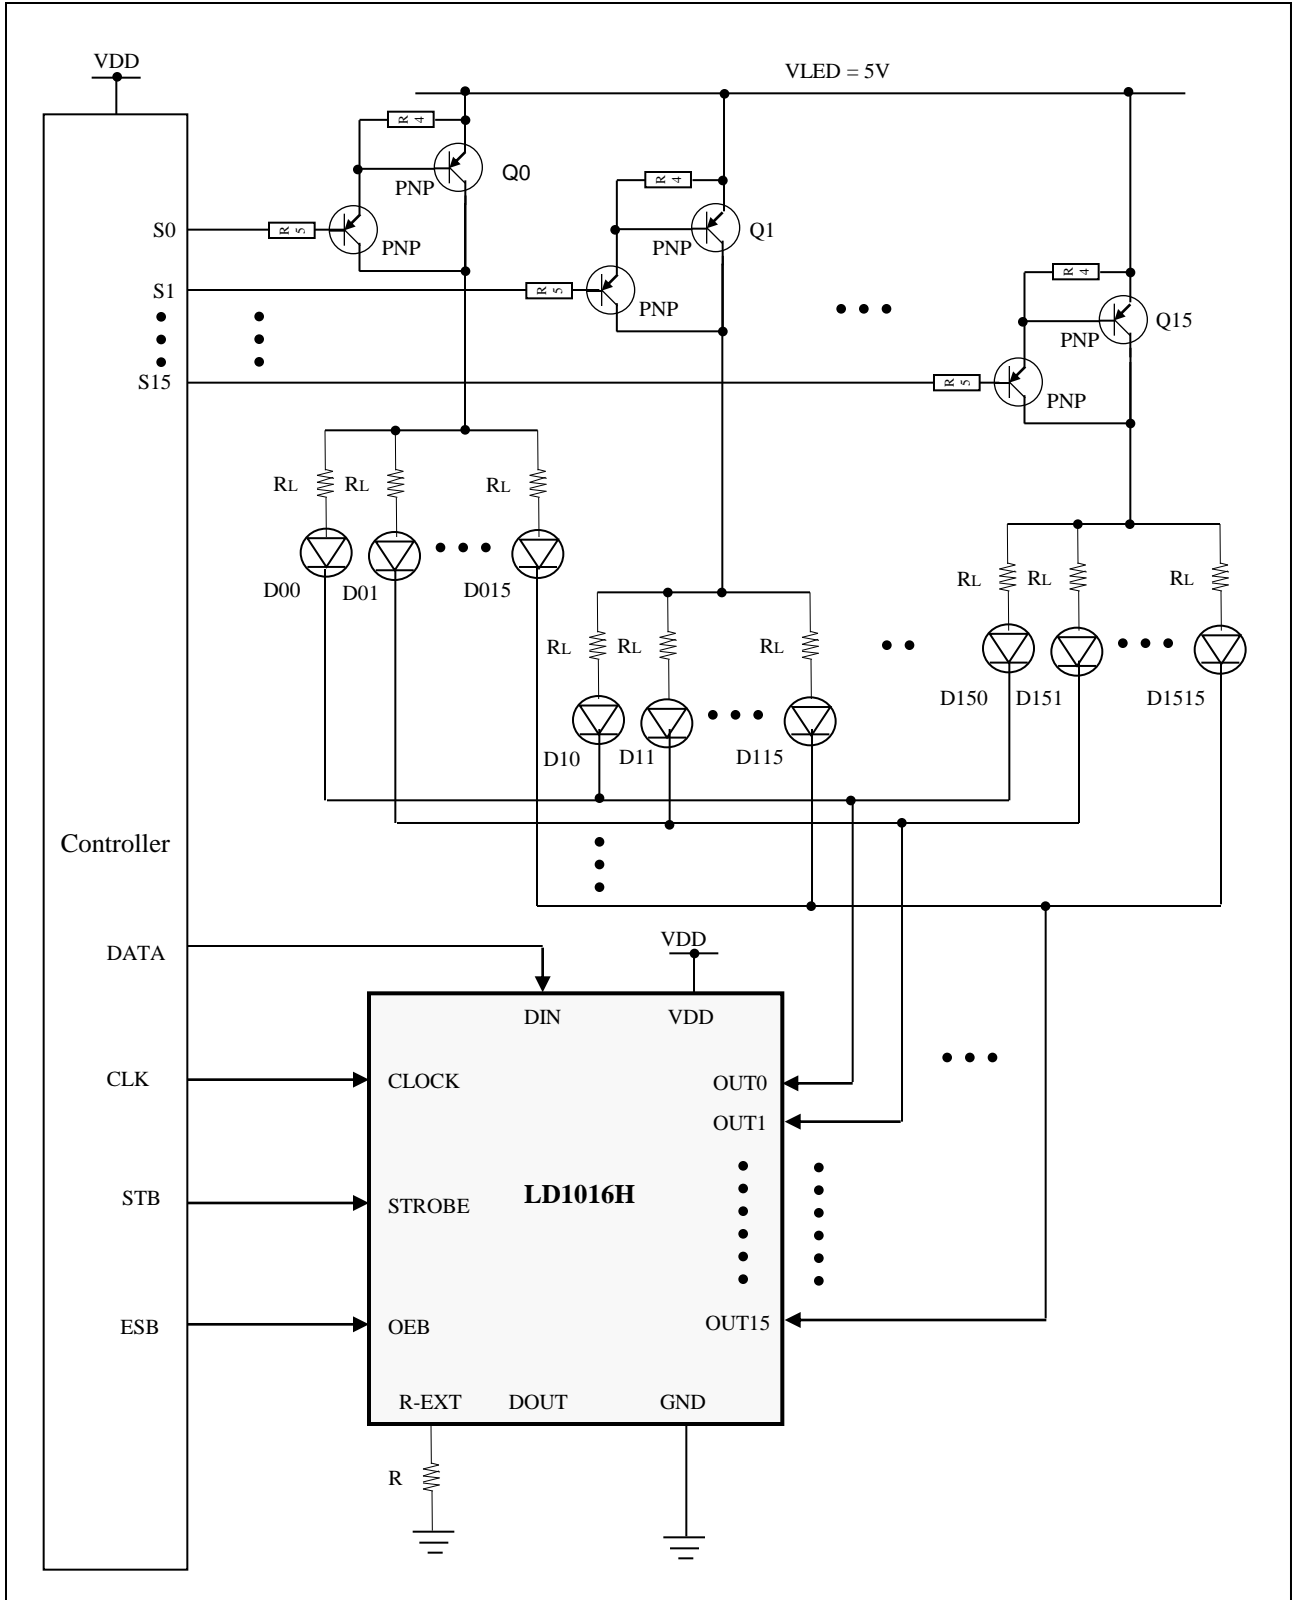 VDD
VLED = 5V
R4
Q0
PNP
R4
S0
R5
PNP
PNP
Q1
S1
R5
PNP
R4
Q15
PNP
S15
R5
PNP
RL
RL
RL
D00
D01
D015
RL
RL
RL
RL
RL
RL
D150
D151
D1515
D10
D11
D115
Controller
DATA
VDD
DIN
VDD
CLK
CLOCK
OUT0
OUT1
STB
STROBE
LD1016H
ESB
OEB
OUT15
R-EXT
DOUT
GND
R